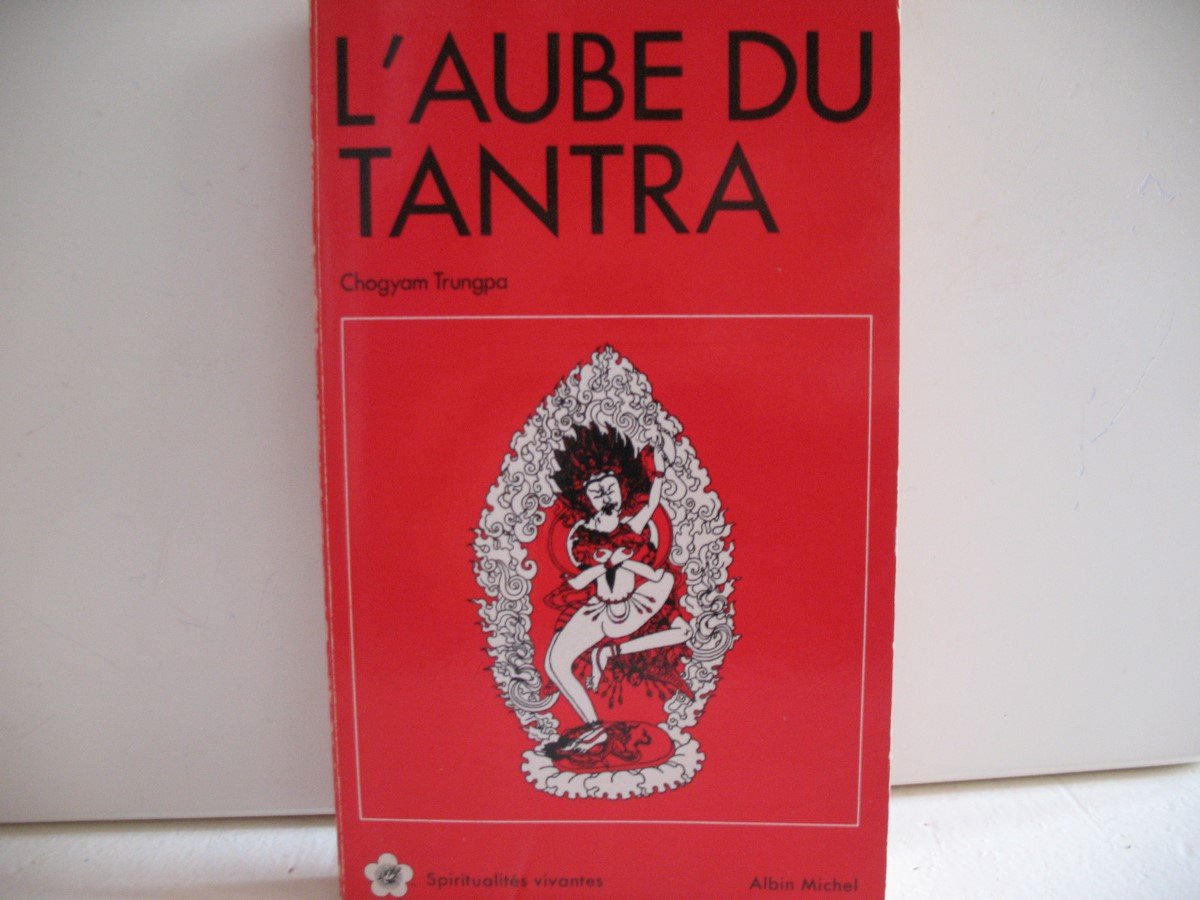 L'AUBE DU
TANTRA
Chogyam Trungpa
Spiritualités vivantes
Albin Michel